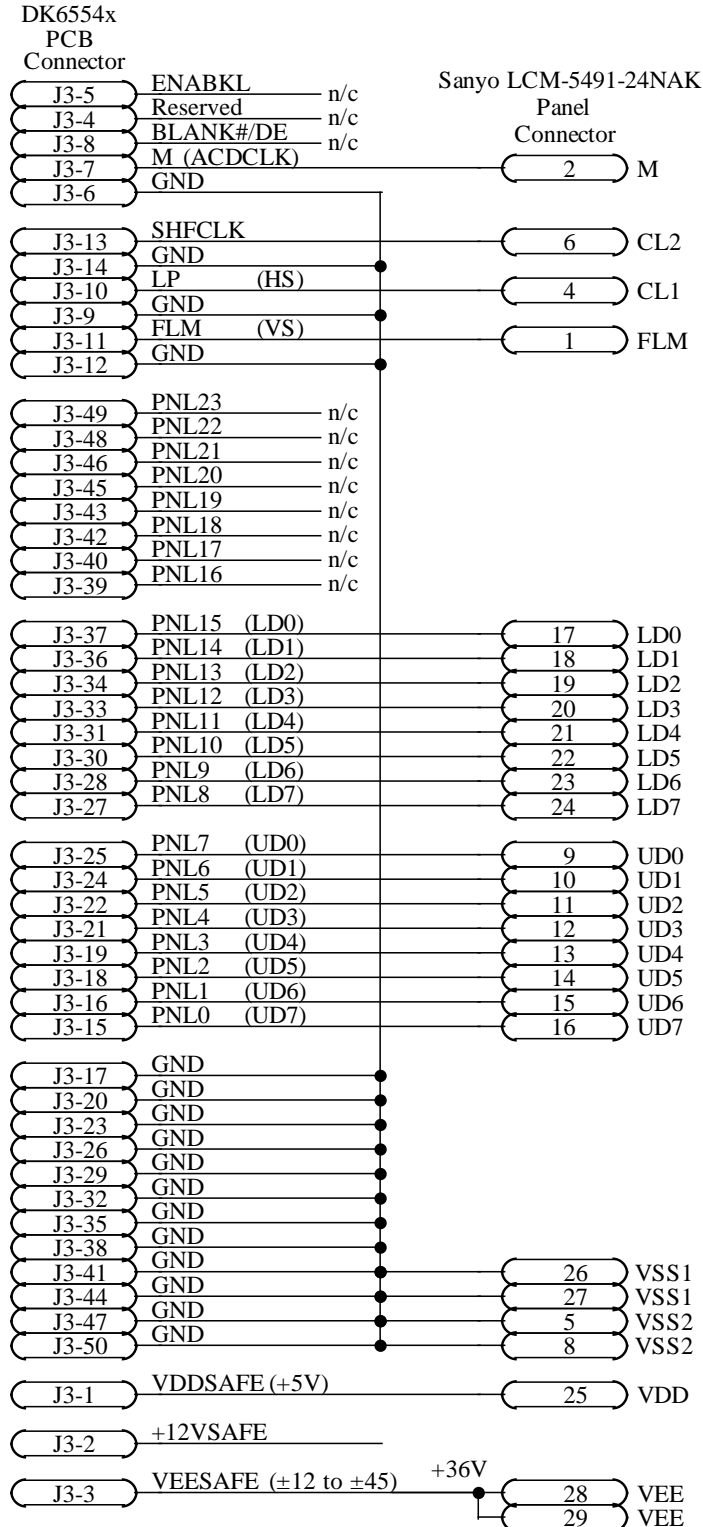 DK6554x
PCB
Connector
Sanyo LCM-5491-24NAK
Panel
Connector
J3-5 ENABKL n/c
J3-4 Reserved n/c
J3-8 BLANK#/DE n/c
J3-7 M (ACDCLK) 2 M
J3-6 GND
J3-13 SHFCLK 6 CL2
J3-14 GND
J3-10 LP (HS) 4 CL1
J3-9 GND
J3-11 FLM (VS) 1 FLM
J3-12 GND
J3-49 PNL23 n/c
J3-48 PNL22 n/c
J3-46 PNL21 n/c
J3-45 PNL20 n/c
J3-43 PNL19 n/c
J3-42 PNL18 n/c
J3-40 PNL17 n/c
J3-39 PNL16 n/c
J3-37 PNL15 (LD0) 17 LD0
J3-36 PNL14 (LD1) 18 LD1
J3-34 PNL13 (LD2) 19 LD2
J3-33 PNL12 (LD3) 20 LD3
J3-31 PNL11 (LD4) 21 LD4
J3-30 PNL10 (LD5) 22 LD5
J3-28 PNL9 (LD6) 23 LD6
J3-27 PNL8 (LD7) 24 LD7
J3-25 PNL7 (UD0) 9 UD0
J3-24 PNL6 (UD1) 10 UD1
J3-22 PNL5 (UD2) 11 UD2
J3-21 PNL4 (UD3) 12 UD3
J3-19 PNL3 (UD4) 13 UD4
J3-18 PNL2 (UD5) 14 UD5
J3-16 PNL1 (UD6) 15 UD6
J3-15 PNL0 (UD7) 16 UD7
J3-17 GND
J3-20 GND
J3-23 GND
J3-26 GND
J3-29 GND
J3-32 GND
J3-35 GND
J3-38 GND
J3-41 GND 26 VSS1
J3-44 GND 27 VSS1
J3-47 GND 5 VSS2
J3-50 GND 8 VSS2
J3-1 VDDSAFE (+5V) 25 VDD
J3-2 +12VSAFE
J3-3 VEESAFE (±12 to ±45) +36V 28 VEE
29 VEE